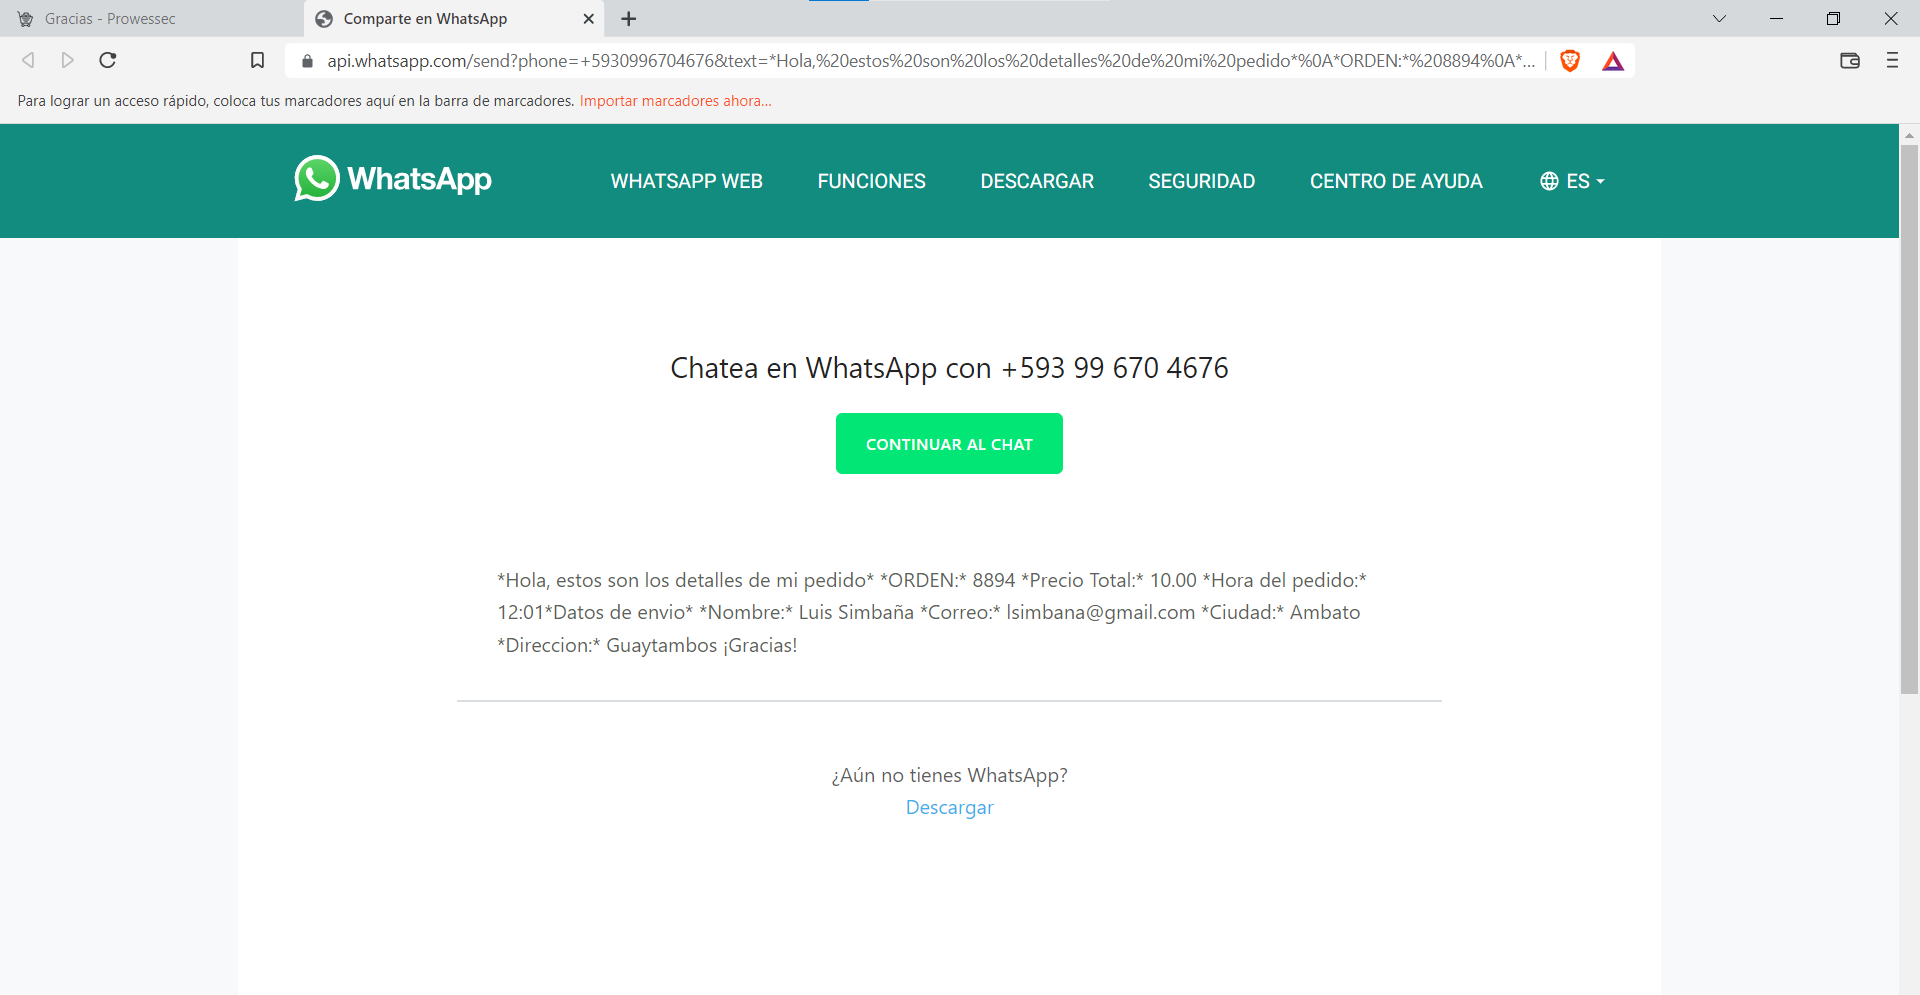 Gracias - Prowessec
Comparte en WhatsApp
api.whatsapp.com/send?phone=+5930996704676&text=*Hola,%20estos%20son%20los%20detalles%20de%20mi%20pedido*%0A*ORDEN:*%208894%0A*...
Para lograr un acceso rápido, coloca tus marcadores aquí en la barra de marcadores. Importar marcadores ahora...
WhatsApp WHATSAPP WEB FUNCIONES DESCARGAR SEGURIDAD CENTRO DE AYUDA ES
Chatea en WhatsApp con +593 99 670 4676
CONTINUAR AL CHAT
*Hola, estos son los detalles de mi pedido* *ORDEN:* 8894 *Precio Total:* 10.00 *Hora del pedido:*
12:01*Datos de envio* *Nombre:* Luis Simbaña *Correo:* lsimbana@gmail.com *Ciudad:* Ambato
*Direccion:* Guaytambos ¡Gracias!
¿Aún no tienes WhatsApp?
Descargar